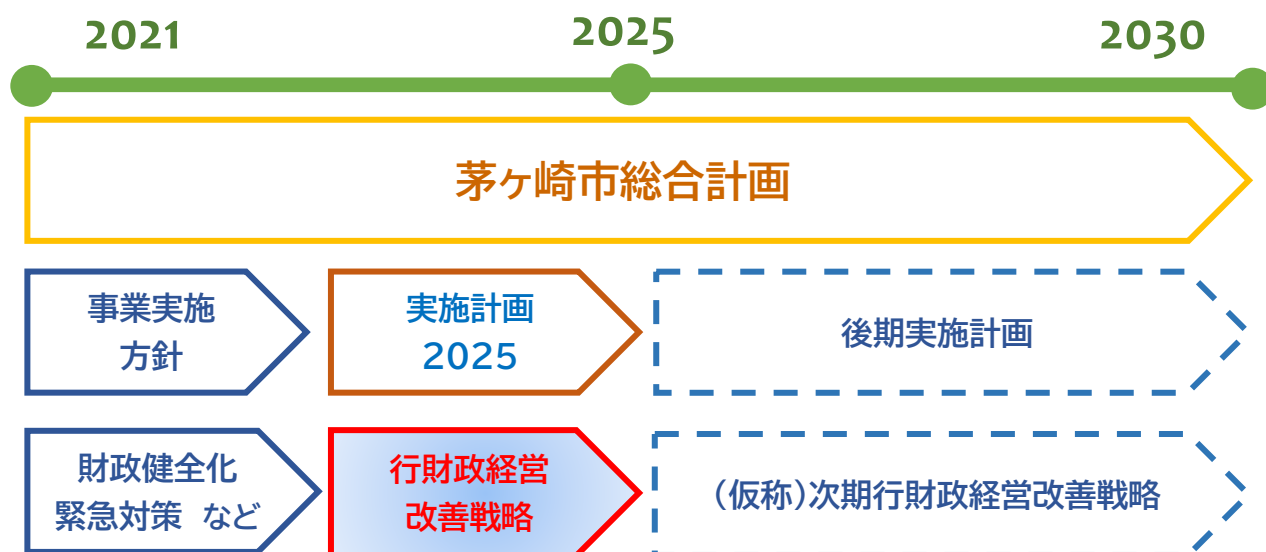 2021
2025
2030
茅ヶ崎市総合計画
事業実施
方針
実施計画
2025
後期実施計画
財政健全化
緊急対策 など
行財政経営
改善戦略
(仮称)次期行財政経営改善戦略